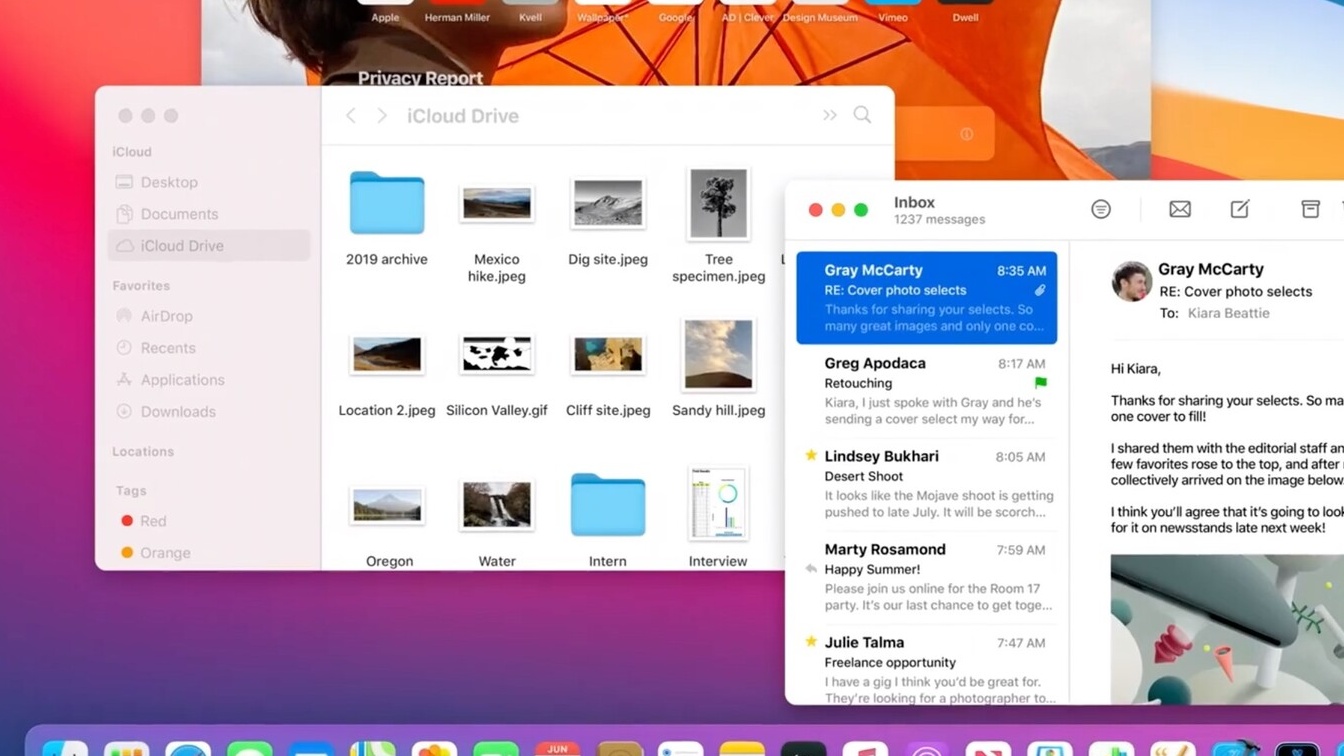 Apple
Herman Miller
Kvell
Wallpaper*
Google
AD | Clever
Design Museum
Vimeo
Dwell
Privacy Report
iCloud Drive
iCloud
Desktop
Documents
iCloud Drive
Favorites
AirDrop
Recents
Applications
Downloads
Locations
Tags
Red
Orange
2019 archive
Mexico
hike.jpeg
Dig site.jpeg
Tree
specimen.jpeg
Location 2.jpeg
Silicon Valley.gif
Cliff site.jpeg
Sandy hill.jpeg
Oregon
Water
Intern
Interview
Inbox
1237 messages
Gray McCarty 8:35 AM
RE: Cover photo selects
Thanks for sharing your selects. So
many great images and only one co...
Greg Apodaca 8:17 AM
Retouching
Kiara, I just spoke with Gray and he's
sending a cover select my way for...
Lindsey Bukhari 8:05 AM
Desert Shoot
It looks like the Mojave shoot is getting
pushed to late July. It will be scorch...
Marty Rosamond 7:59 AM
Happy Summer!
Please join us online for the Room 17
party. It's our last chance to get toge...
Julie Talma 7:47 AM
Freelance opportunity
I have a gig I think you'd be great for.
They're looking for a photographer to...
Gray McCarty
RE: Cover photo selects
To: Kiara Beattie
Hi Kiara,
Thanks for sharing your selects. So ma
one cover to fill!
I shared them with the editorial staff an
few favorites rose to the top, and after
collectively arrived on the image below.
I think you'll agree that it's going to look
for it on newsstands late next week!
JUN